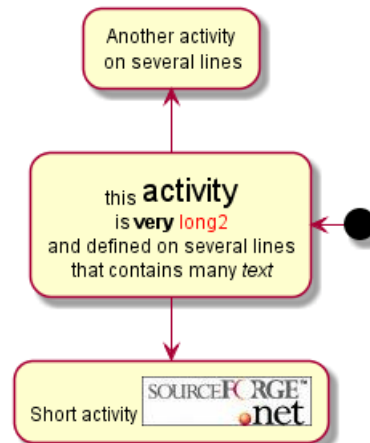 Another activity
on several lines
this activity
is very long2
and defined on several lines
that contains many text
Short activity SOURCEFORGE™
.net